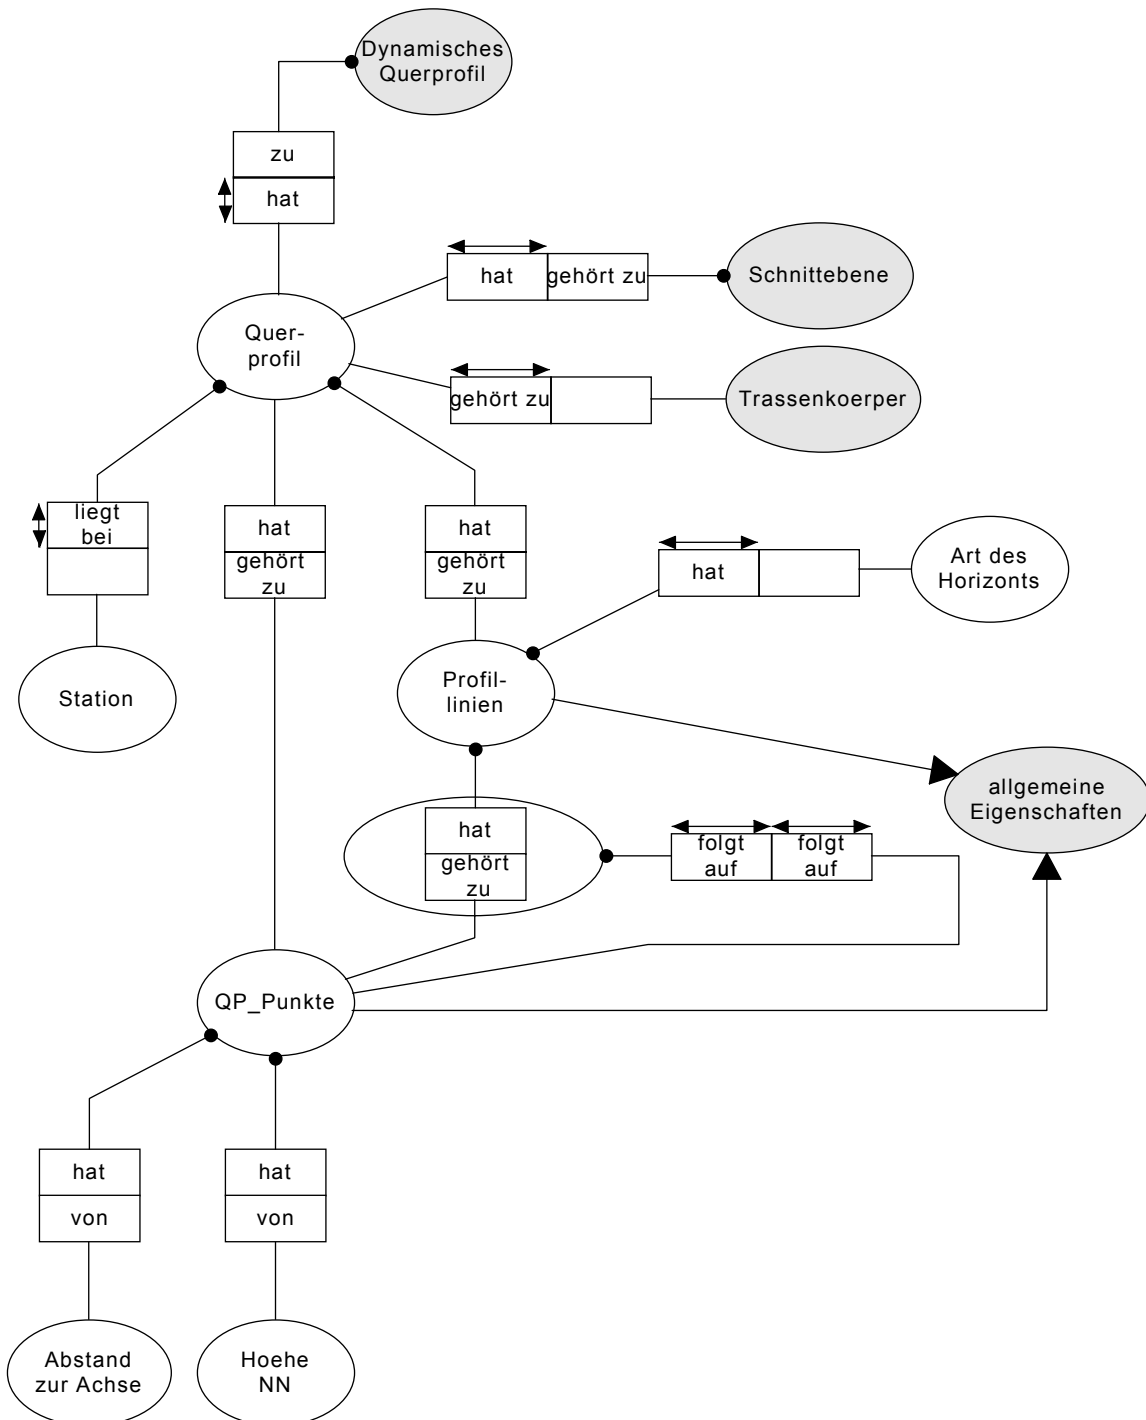 Dynamisches
Querprofil
zu
hat
hat
gehört zu
Schnittebene
Quer-
profil
gehört zu
Trassenkoerper
liegt
bei
hat
gehört
zu
hat
gehört
zu
hat
Art des
Horizonts
Station
Profil-
linien
allgemeine
Eigenschaften
hat
gehört
zu
folgt
auf
folgt
auf
QP_Punkte
hat
von
hat
von
Abstand
zur Achse
Hoehe
NN